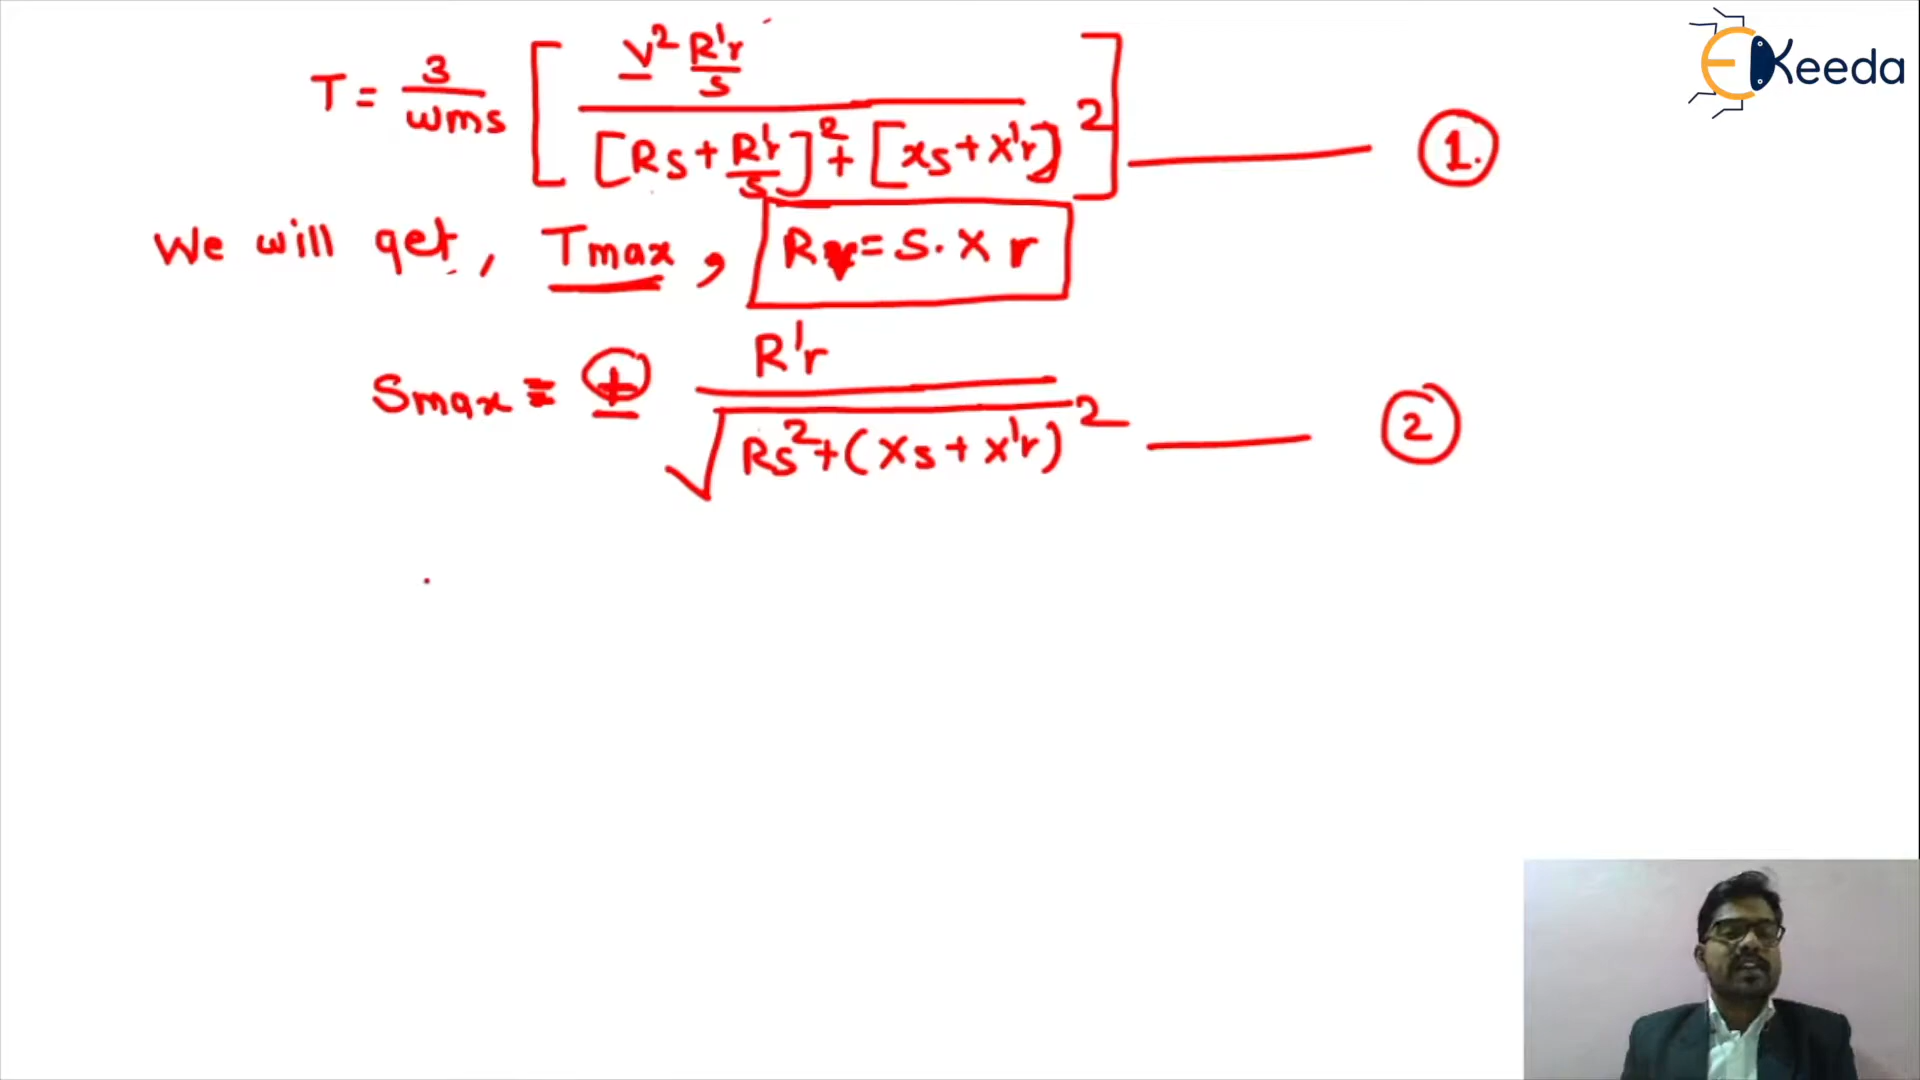 EKeeda
T = 3/ωms [ V² R'r/s / [Rs + R'r/s]² + [Xs + X'r]² ] ——— 1.
We will get, Tmax, Rr = S. X r
Smax = ± R'r / √Rs² + (Xs + X'r)² ——— 2